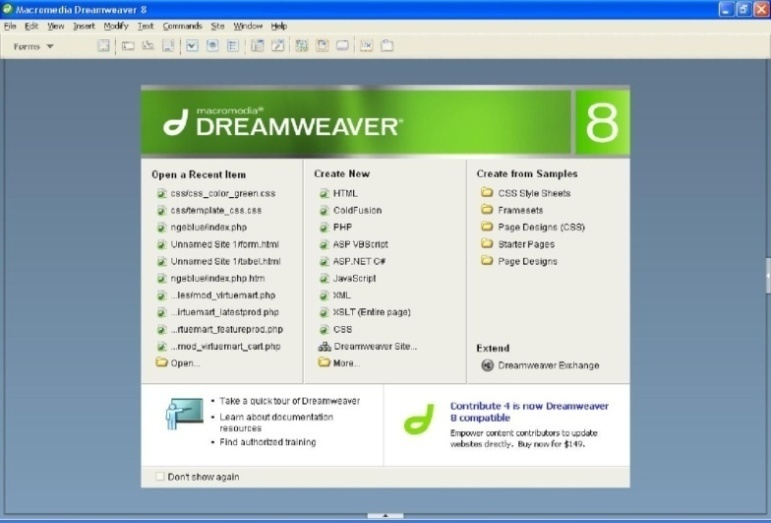 Macromedia Dreamweaver 8
File Edit View Insert Modify Text Commands Site Window Help
Forms
macromedia®
DREAMWEAVER®
8
Open a Recent Item
css/css_color_green.css
css/template_css.css
ngeblue/index.php
Unnamed Site 1/form.html
Unnamed Site 1/tabel.html
ngeblue/index.php.htm
...les/mod_virtuemart.php
...irtuemart_latestprod.php
...rtuemart_featureprod.php
...mod_virtuemart_cart.php
Open...
Create New
HTML
ColdFusion
PHP
ASP VBScript
ASP.NET C#
JavaScript
XML
XSLT (Entire page)
CSS
Dreamweaver Site...
More...
Create from Samples
CSS Style Sheets
Framesets
Page Designs (CSS)
Starter Pages
Page Designs
Extend
Dreamweaver Exchange
• Take a quick tour of Dreamweaver
• Learn about documentation
resources
• Find authorized training
Contribute 4 is now Dreamweaver
8 compatible
Empower content contributors to update
websites directly. Buy now for $149.
Don't show again